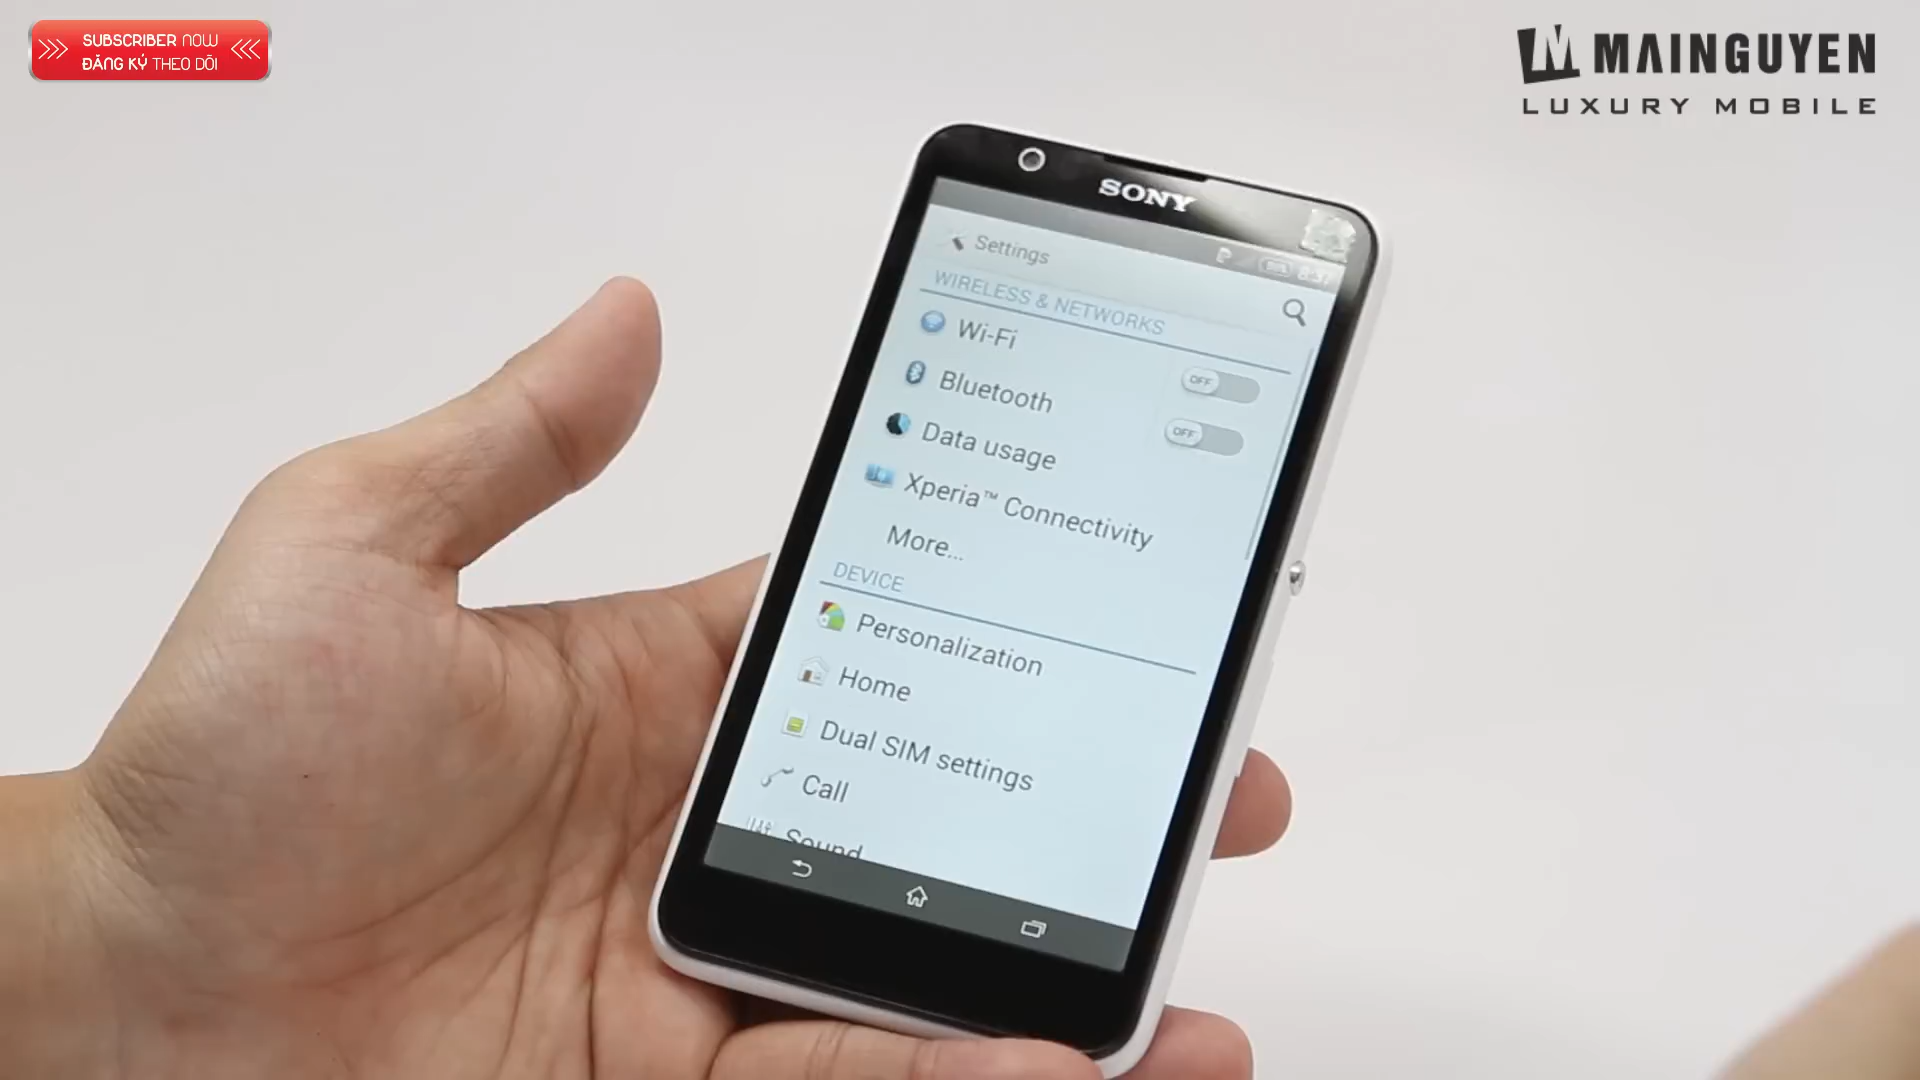 SUBSCRIBER NOW
ĐĂNG KÝ THEO DÕI
MAINGUYEN
LUXURY MOBILE
SONY
Settings
WIRELESS & NETWORKS
Wi-Fi
OFF
Bluetooth
OFF
Data usage
Xperia™ Connectivity
More...
DEVICE
Personalization
Home
Dual SIM settings
Call
Sound